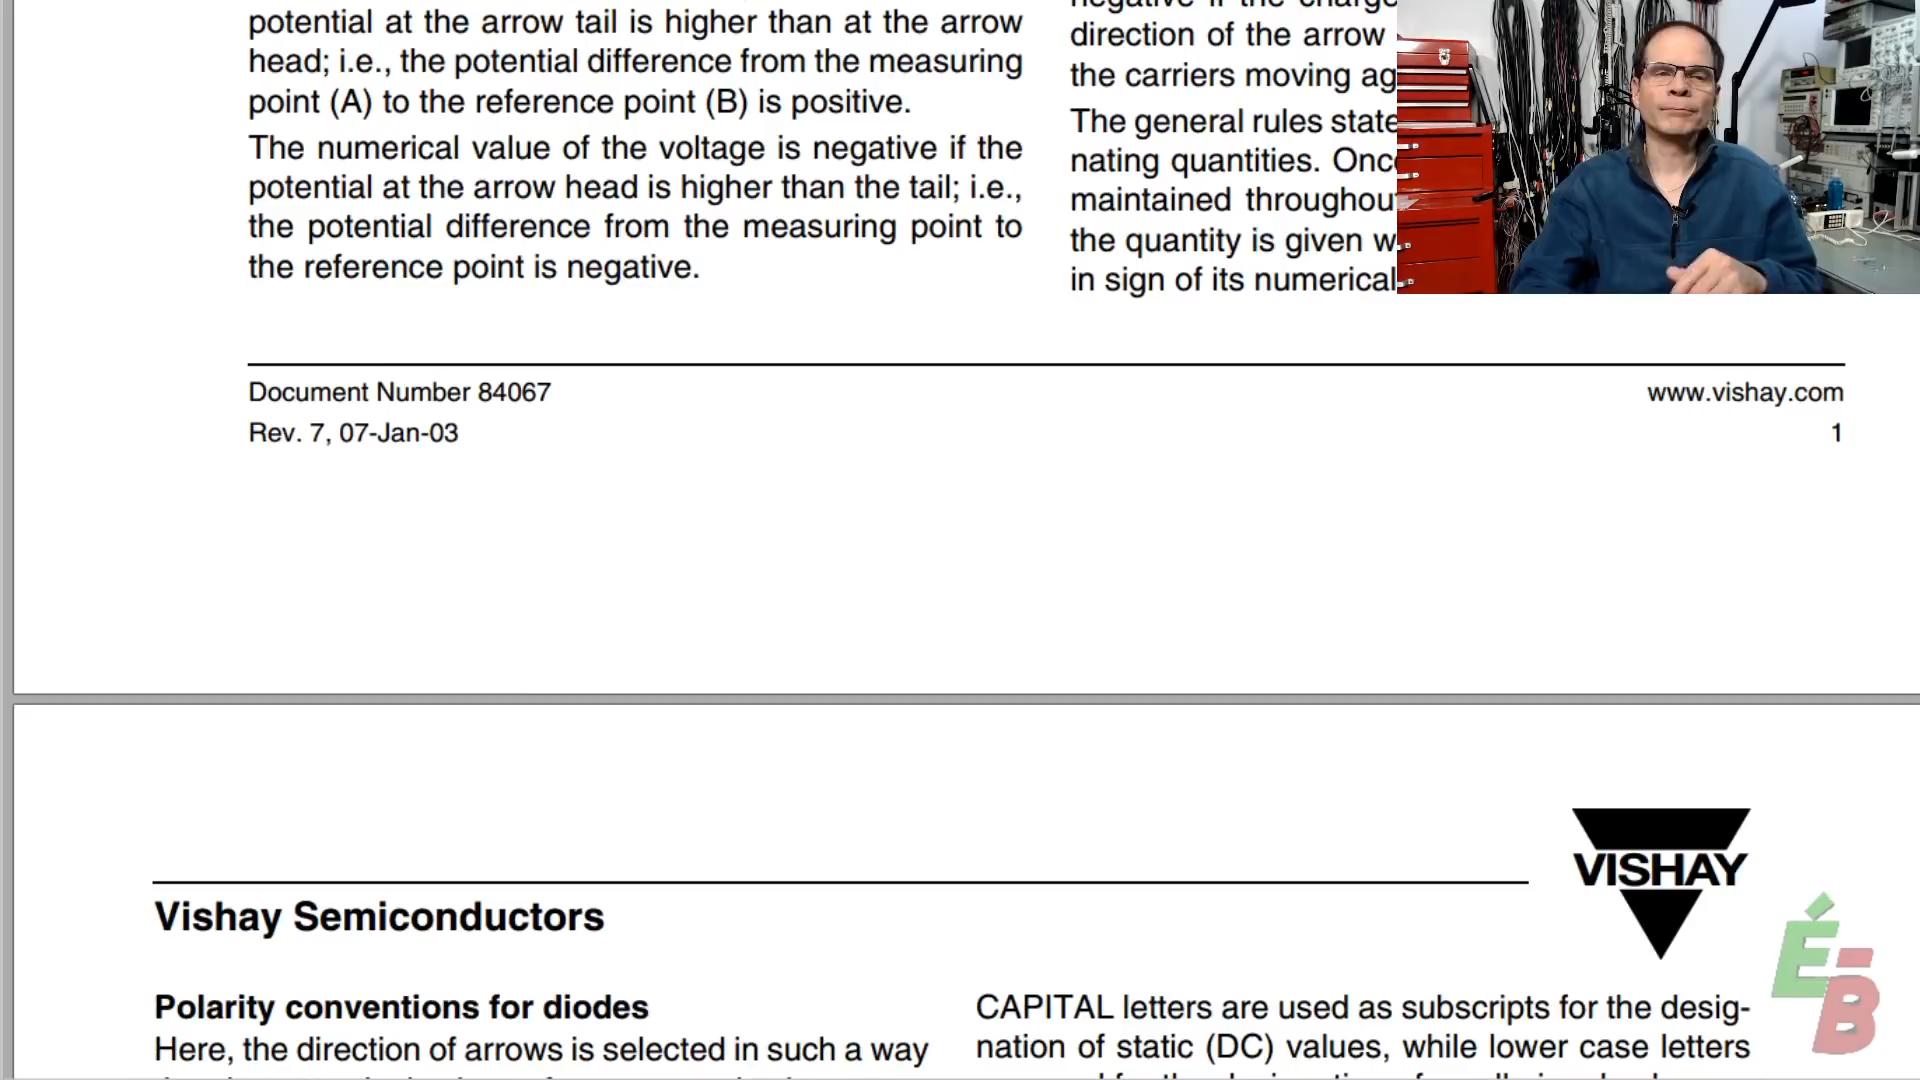 potential at the arrow tail is higher than at the arrow
head; i.e., the potential difference from the measuring
point (A) to the reference point (B) is positive.
The numerical value of the voltage is negative if the
potential at the arrow head is higher than the tail; i.e.,
the potential difference from the measuring point to
the reference point is negative.
negative if the charge
direction of the arrow
the carriers moving ag
The general rules state
nating quantities. Onc
maintained throughou
the quantity is given w
in sign of its numerical
Document Number 84067
Rev. 7, 07-Jan-03
www.vishay.com
1
VISHAY
Vishay Semiconductors
Polarity conventions for diodes
Here, the direction of arrows is selected in such a way
CAPITAL letters are used as subscripts for the desig-
nation of static (DC) values, while lower case letters
É-B